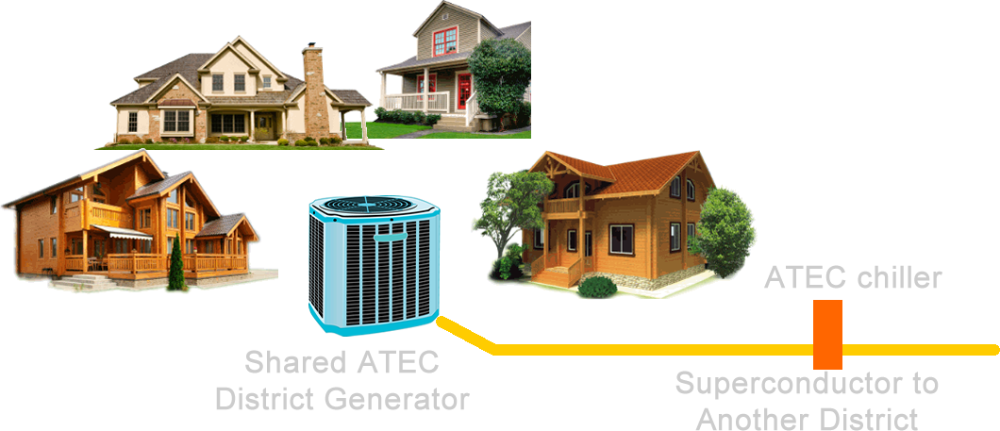 ATEC chiller
Shared ATEC
District Generator
Superconductor to
Another District